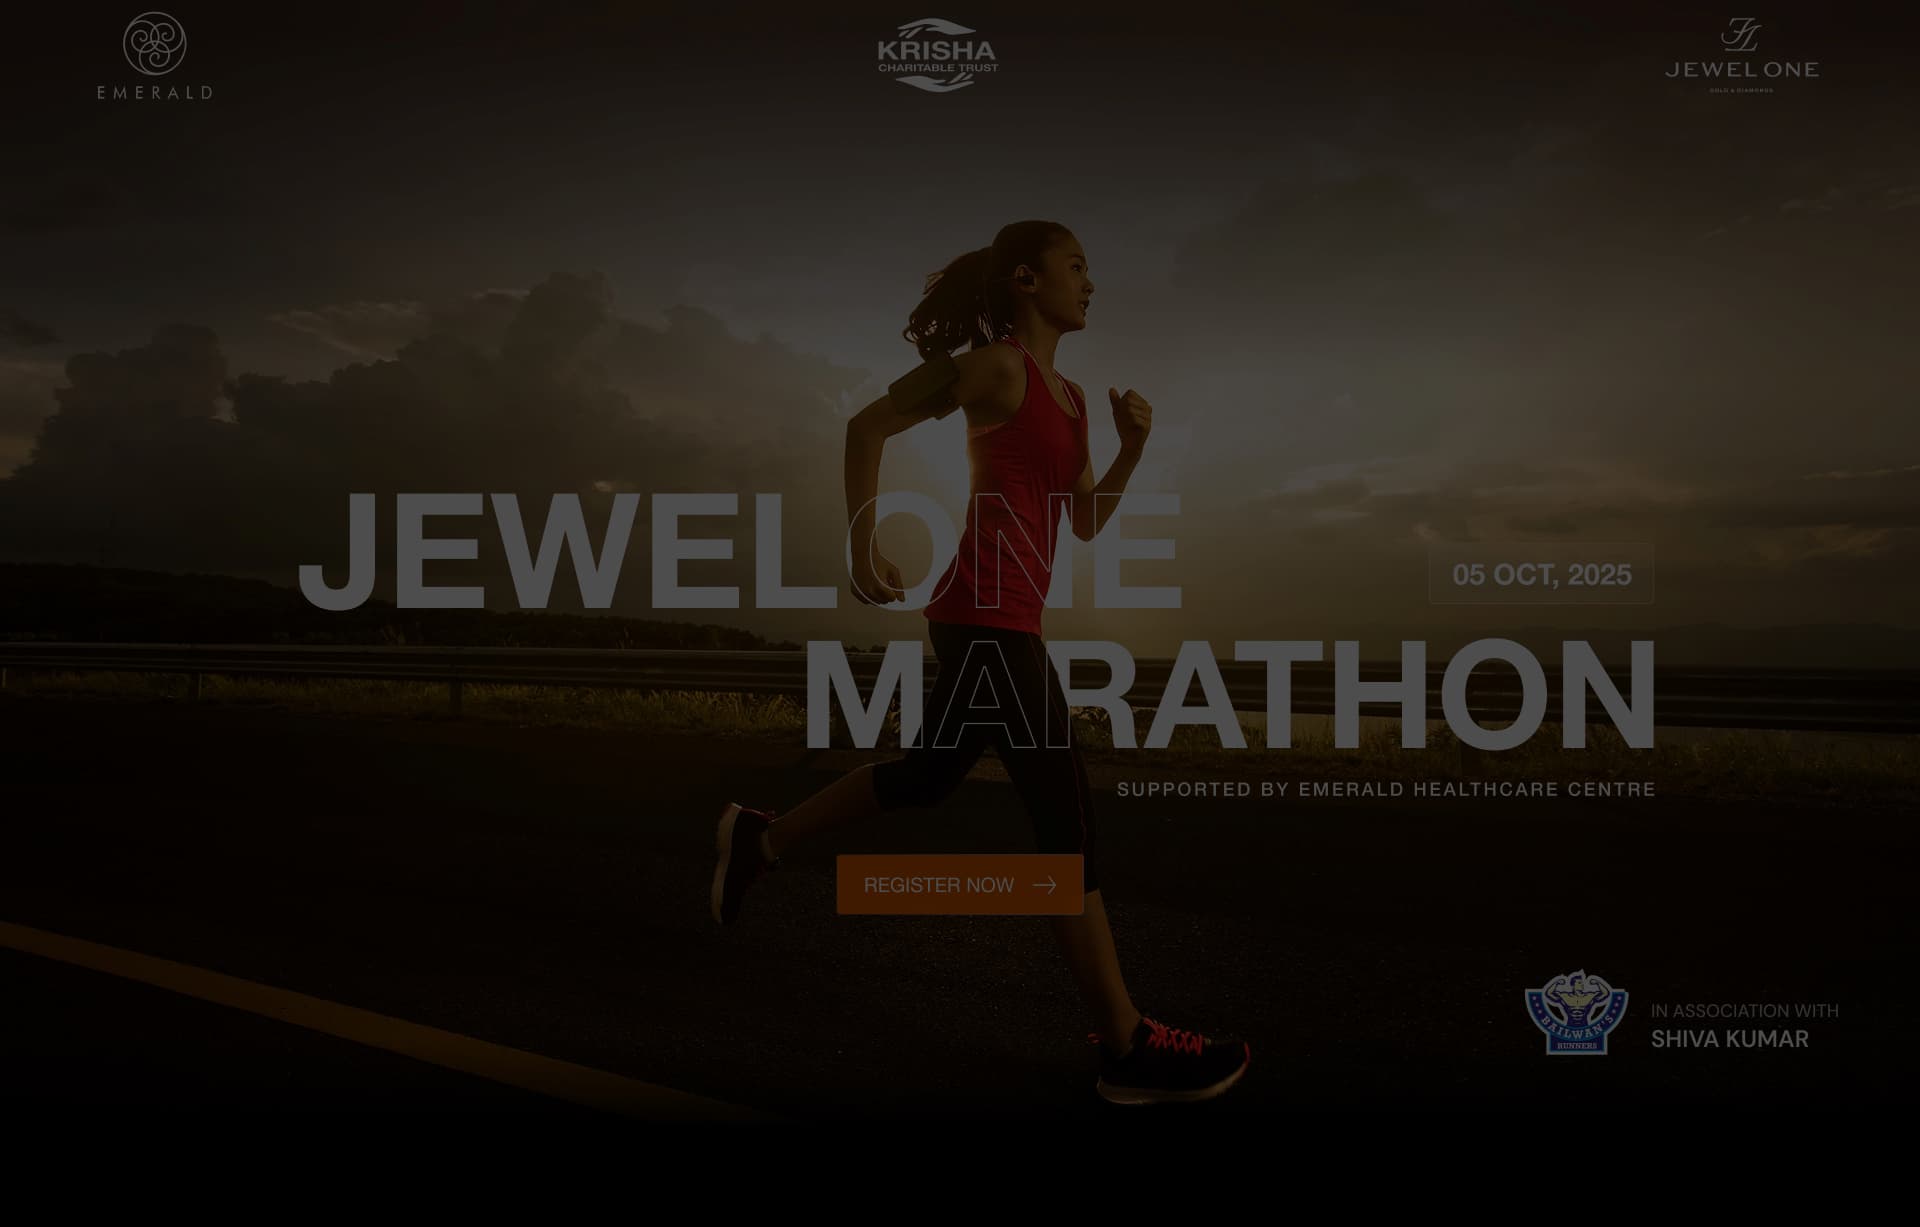 EMERALD
KRISHA
CHARITABLE TRUST
JEWEL ONE
GOLD & DIAMONDS
JEWELONE
05 OCT, 2025
MARATHON
SUPPORTED BY EMERALD HEALTHCARE CENTRE
REGISTER NOW
BAILWAN'S
RUNNERS
IN ASSOCIATION WITH
SHIVA KUMAR